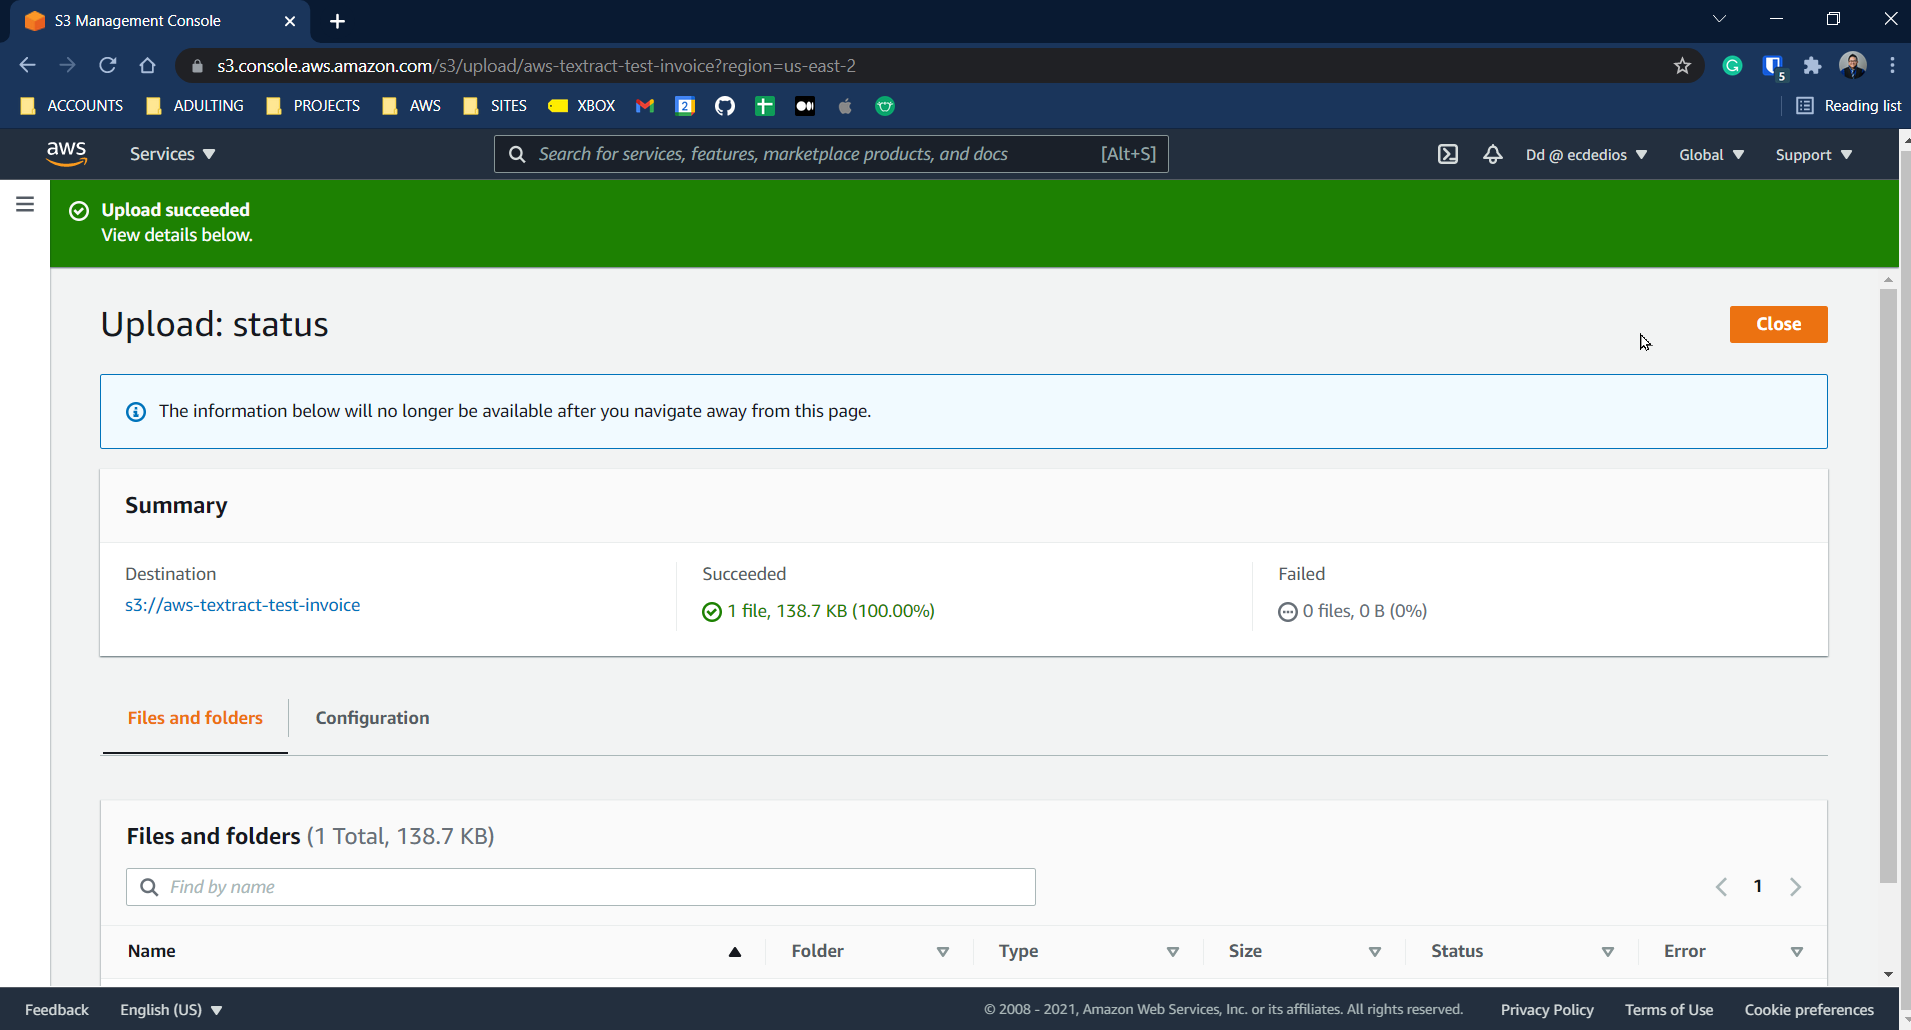 S3 Management Console
s3.console.aws.amazon.com/s3/upload/aws-textract-test-invoice?region=us-east-2
5
ACCOUNTS ADULTING PROJECTS AWS SITES XBOX 2 Reading list
aws Services Search for services, features, marketplace products, and docs [Alt+S] Dd @ ecdedios Global Support
Upload succeeded
View details below.
Upload: status Close
The information below will no longer be available after you navigate away from this page.
Summary
Destination Succeeded Failed
s3://aws-textract-test-invoice 1 file, 138.7 KB (100.00%) 0 files, 0 B (0%)
Files and folders Configuration
Files and folders (1 Total, 138.7 KB)
Find by name 1
Name Folder Type Size Status Error
Feedback English (US) © 2008 - 2021, Amazon Web Services, Inc. or its affiliates. All rights reserved. Privacy Policy Terms of Use Cookie preferences